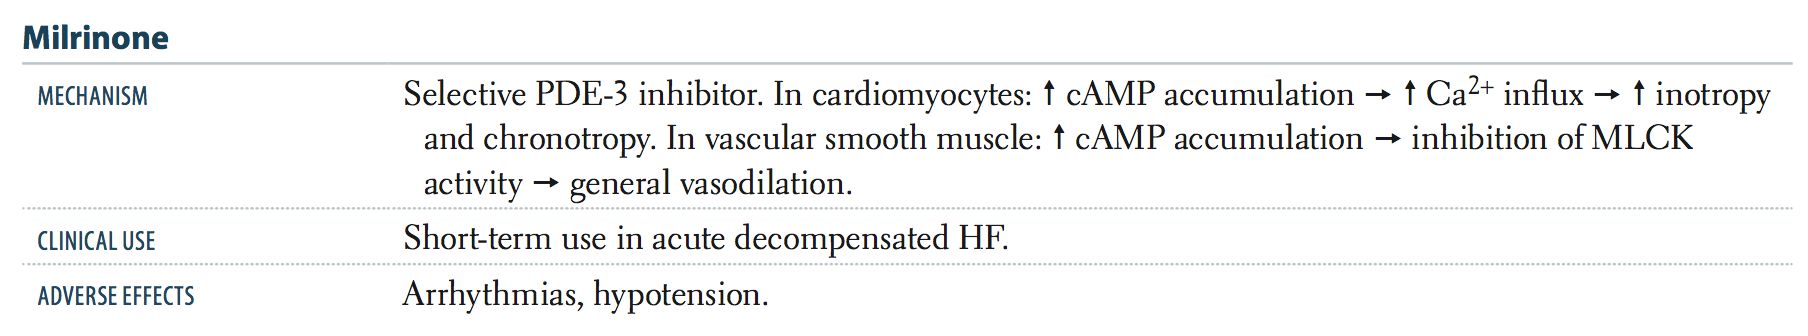 Milrinone
MECHANISM Selective PDE-3 inhibitor. In cardiomyocytes: ↑ cAMP accumulation → ↑ Ca²⁺ influx → ↑ inotropy
and chronotropy. In vascular smooth muscle: ↑ cAMP accumulation → inhibition of MLCK
activity → general vasodilation.
CLINICAL USE Short-term use in acute decompensated HF.
ADVERSE EFFECTS Arrhythmias, hypotension.